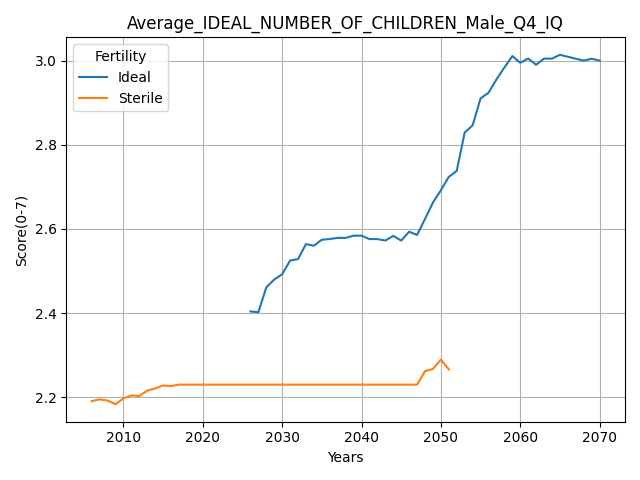 Average_IDEAL_NUMBER_OF_CHILDREN_Male_Q4_IQ
Fertility
Ideal
Sterile
Score(0-7)
3.0
2.8
2.6
2.4
2.2
2010 2020 2030 2040 2050 2060 2070
Years